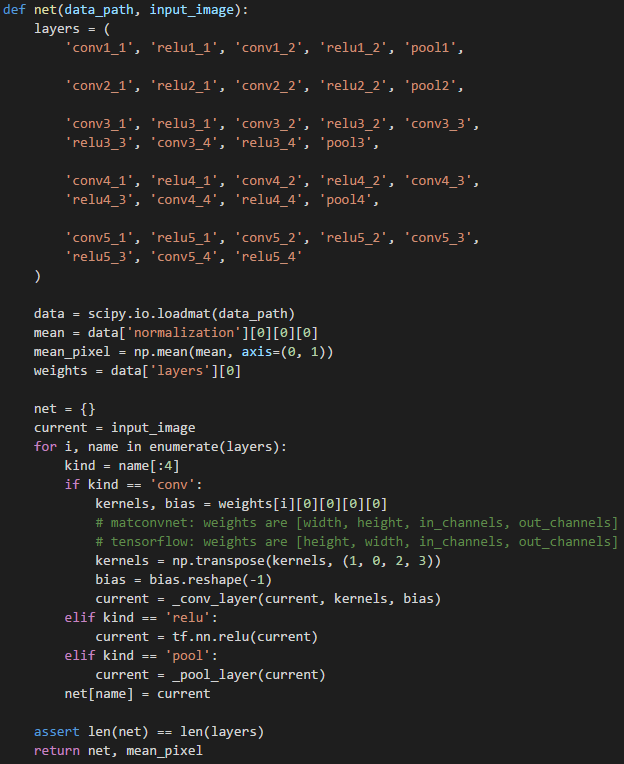 def net(data_path, input_image):
    layers = (
        'conv1_1', 'relu1_1', 'conv1_2', 'relu1_2', 'pool1',

        'conv2_1', 'relu2_1', 'conv2_2', 'relu2_2', 'pool2',

        'conv3_1', 'relu3_1', 'conv3_2', 'relu3_2', 'conv3_3',
        'relu3_3', 'conv3_4', 'relu3_4', 'pool3',

        'conv4_1', 'relu4_1', 'conv4_2', 'relu4_2', 'conv4_3',
        'relu4_3', 'conv4_4', 'relu4_4', 'pool4',

        'conv5_1', 'relu5_1', 'conv5_2', 'relu5_2', 'conv5_3',
        'relu5_3', 'conv5_4', 'relu5_4'
    )

    data = scipy.io.loadmat(data_path)
    mean = data['normalization'][0][0][0]
    mean_pixel = np.mean(mean, axis=(0, 1))
    weights = data['layers'][0]

    net = {}
    current = input_image
    for i, name in enumerate(layers):
        kind = name[:4]
        if kind == 'conv':
            kernels, bias = weights[i][0][0][0][0]
            # matconvnet: weights are [width, height, in_channels, out_channels]
            # tensorflow: weights are [height, width, in_channels, out_channels]
            kernels = np.transpose(kernels, (1, 0, 2, 3))
            bias = bias.reshape(-1)
            current = _conv_layer(current, kernels, bias)
        elif kind == 'relu':
            current = tf.nn.relu(current)
        elif kind == 'pool':
            current = _pool_layer(current)
        net[name] = current

    assert len(net) == len(layers)
    return net, mean_pixel